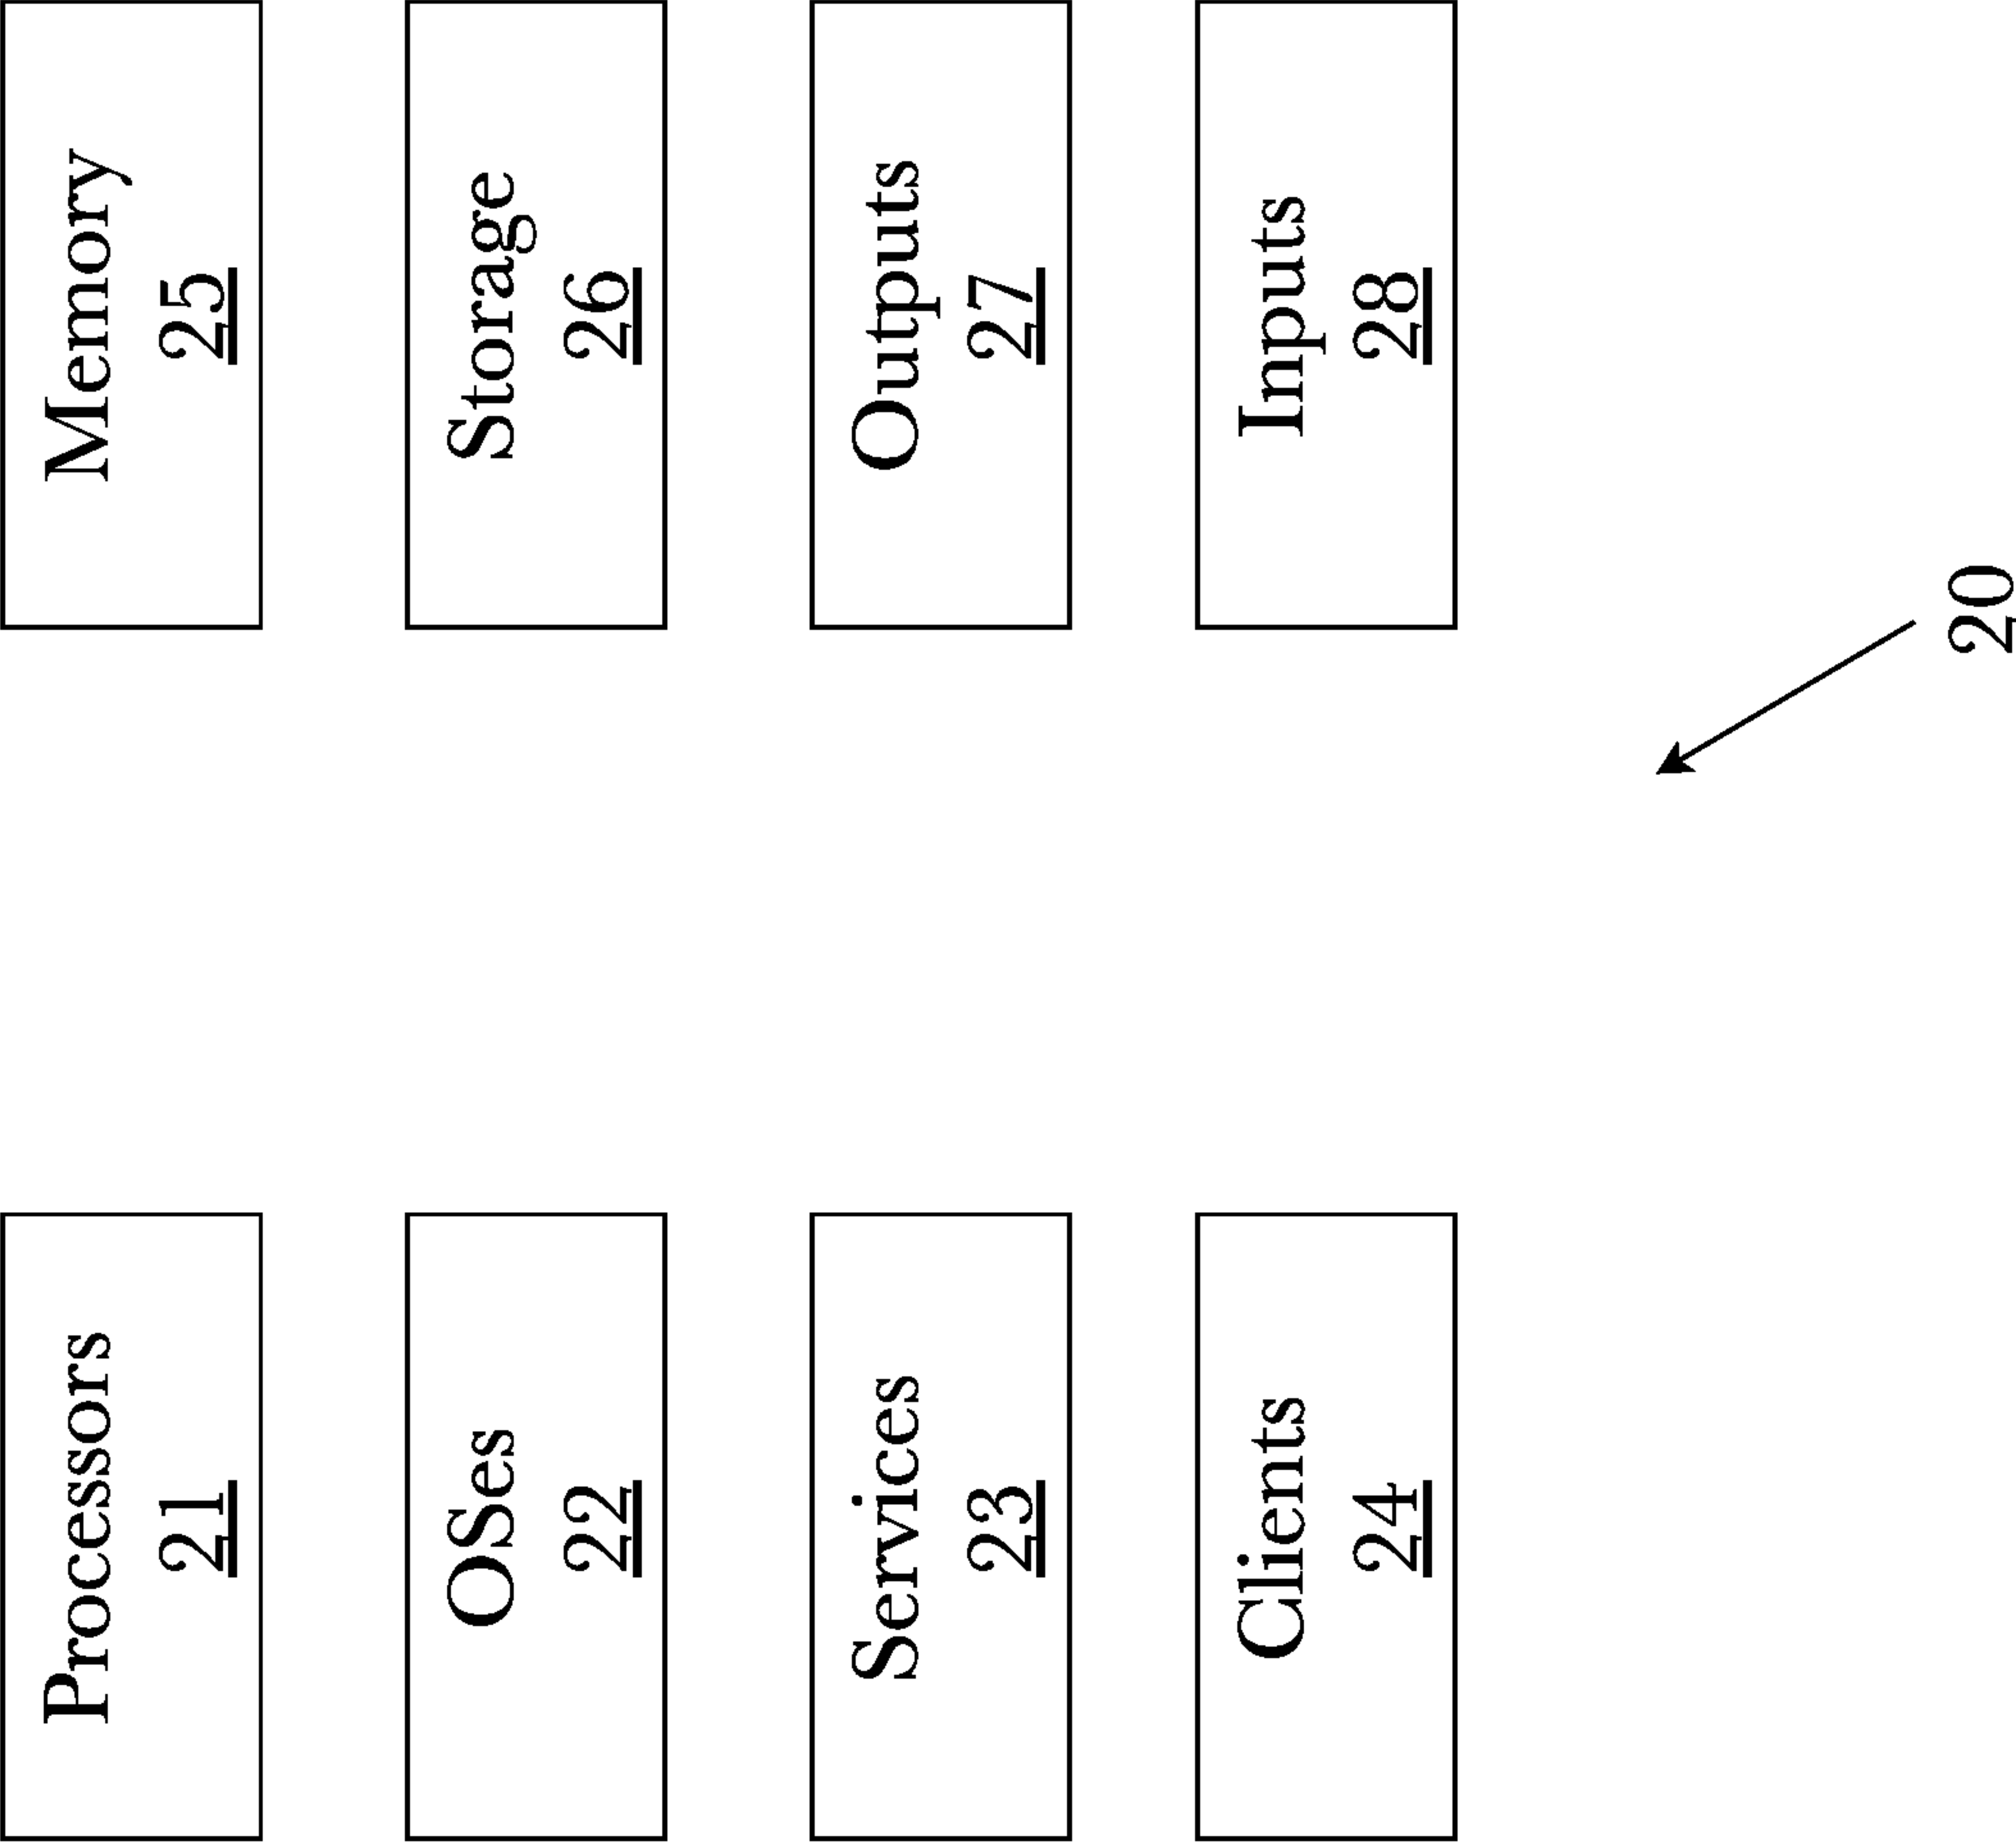 Processors
21
Memory
25
OSes
22
Storage
26
Services
23
Outputs
27
Clients
24
Inputs
28
20